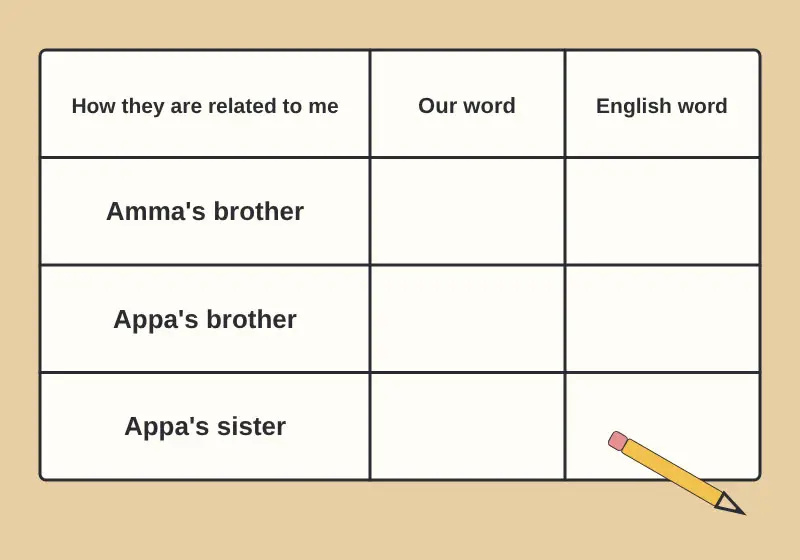 How they are related to me
Our word
English word
Amma's brother
Appa's brother
Appa's sister